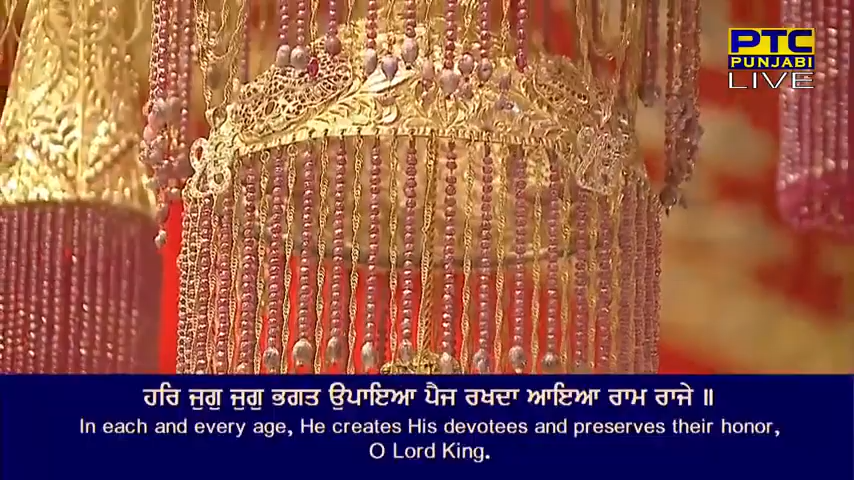 PTC
PUNJABI
LIVE
ਹਰਿ ਜੁਗੁ ਜੁਗੁ ਭਗਤ ਉਪਾਇਆ ਪੈਜ ਰਖਦਾ ਆਇਆ ਰਾਮ ਰਾਜੇ ॥
In each and every age, He creates His devotees and preserves their honor,
O Lord King.